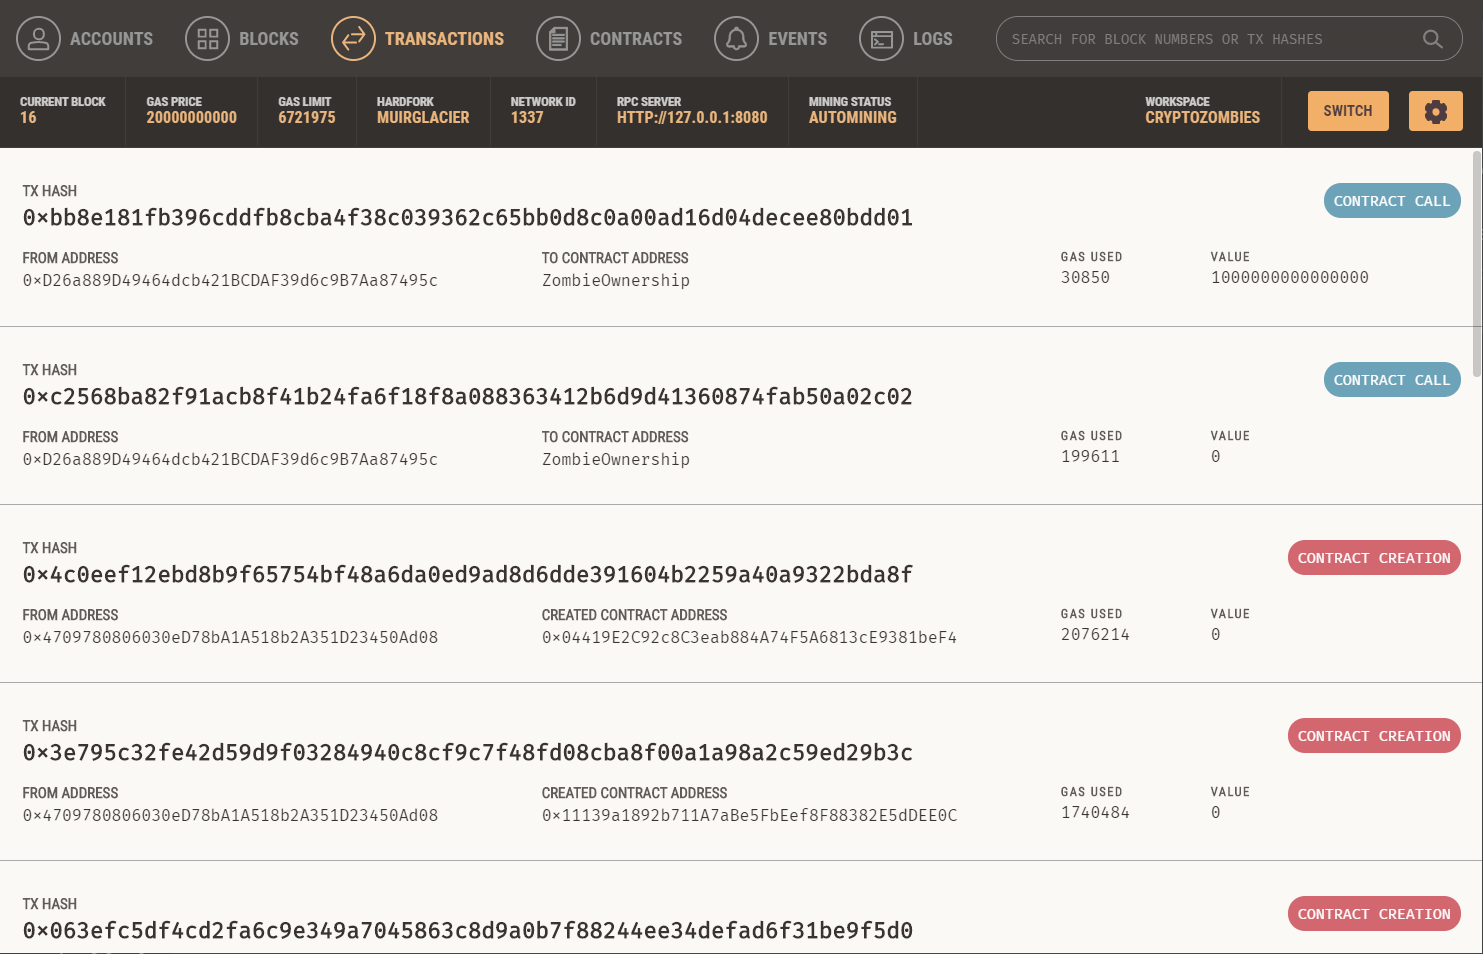 ACCOUNTS BLOCKS TRANSACTIONS CONTRACTS EVENTS LOGS SEARCH FOR BLOCK NUMBERS OR TX HASHES
CURRENT BLOCK GAS PRICE GAS LIMIT HARDFORK NETWORK ID RPC SERVER MINING STATUS WORKSPACE
16 20000000000 6721975 MUIRGLACIER 1337 HTTP://127.0.0.1:8080 AUTOMINING CRYPTOZOMBIES SWITCH
TX HASH
0×bb8e181fb396cddfb8cba4f38c039362c65bb0d8c0a00ad16d04decee80bdd01 CONTRACT CALL
FROM ADDRESS TO CONTRACT ADDRESS GAS USED VALUE
0×D26a889D49464dcb421BCDAF39d6c9B7Aa87495c ZombieOwnership 30850 1000000000000000
TX HASH
0×c2568ba82f91acb8f41b24fa6f18f8a088363412b6d9d41360874fab50a02c02 CONTRACT CALL
FROM ADDRESS TO CONTRACT ADDRESS GAS USED VALUE
0×D26a889D49464dcb421BCDAF39d6c9B7Aa87495c ZombieOwnership 199611 0
TX HASH
0×4c0eef12ebd8b9f65754bf48a6da0ed9ad8d6dde391604b2259a40a9322bda8f CONTRACT CREATION
FROM ADDRESS CREATED CONTRACT ADDRESS GAS USED VALUE
0×4709780806030eD78bA1A518b2A351D23450Ad08 0×04419E2C92c8C3eab884A74F5A6813cE9381beF4 2076214 0
TX HASH
0×3e795c32fe42d59d9f03284940c8cf9c7f48fd08cba8f00a1a98a2c59ed29b3c CONTRACT CREATION
FROM ADDRESS CREATED CONTRACT ADDRESS GAS USED VALUE
0×4709780806030eD78bA1A518b2A351D23450Ad08 0×11139a1892b711A7aBe5FbEef8F88382E5dDEE0C 1740484 0
TX HASH
0×063efc5df4cd2fa6c9e349a7045863c8d9a0b7f88244ee34defad6f31be9f5d0 CONTRACT CREATION